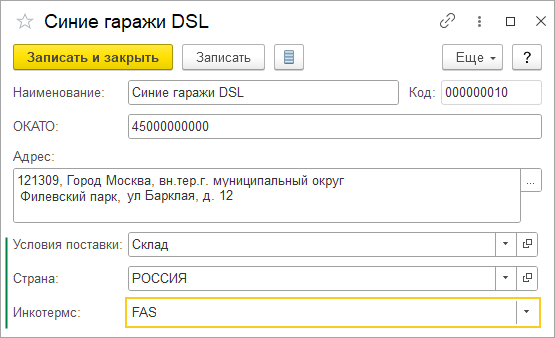 Синие гаражи DSL
Записать и закрыть Записать Еще ?
Наименование: Синие гаражи DSL Код: 000000010
ОКАТО: 45000000000
Адрес:
121309, Город Москва, вн.тер.г. муниципальный округ
Филевский парк, ул Барклая, д. 12
...
Условия поставки: Склад
Страна: РОССИЯ
Инкотермс: FAS